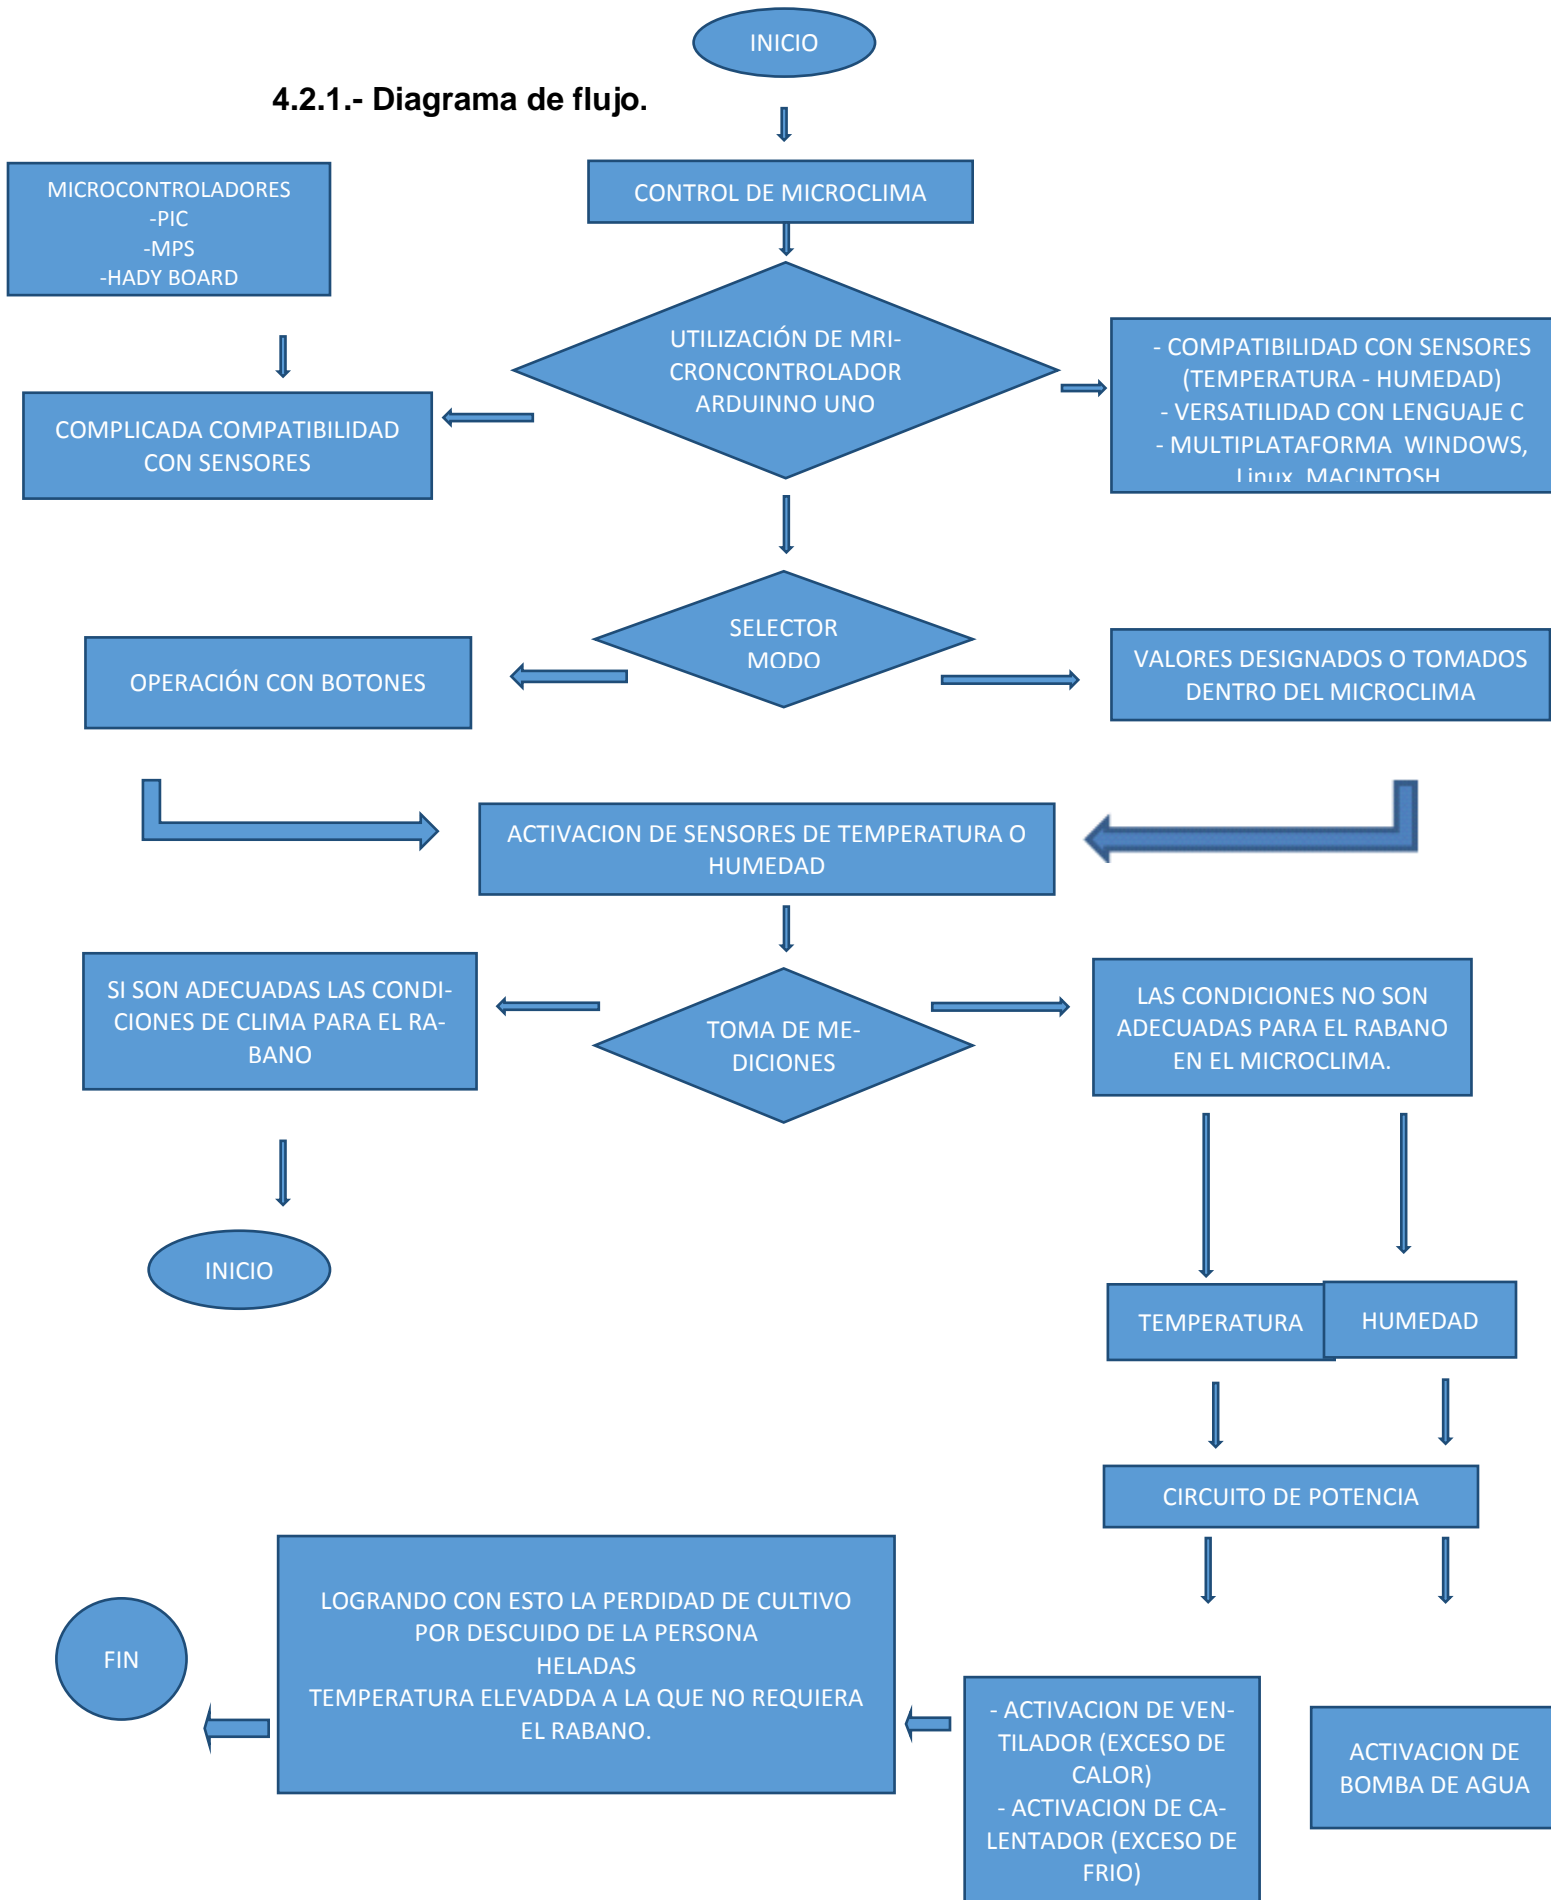 INICIO
4.2.1.- Diagrama de flujo.
MICROCONTROLADORES
-PIC
-MPS
-HADY BOARD
CONTROL DE MICROCLIMA
UTILIZACIÓN DE MRI-
CRONCONTROLADOR
ARDUINNO UNO
- COMPATIBILIDAD CON SENSORES
(TEMPERATURA - HUMEDAD)
- VERSATILIDAD CON LENGUAJE C
- MULTIPLATAFORMA WINDOWS,
Linux MACINTOSH
COMPLICADA COMPATIBILIDAD
CON SENSORES
SELECTOR
MODO
OPERACIÓN CON BOTONES
VALORES DESIGNADOS O TOMADOS
DENTRO DEL MICROCLIMA
ACTIVACION DE SENSORES DE TEMPERATURA O
HUMEDAD
SI SON ADECUADAS LAS CONDI-
CIONES DE CLIMA PARA EL RA-
BANO
TOMA DE ME-
DICIONES
LAS CONDICIONES NO SON
ADECUADAS PARA EL RABANO
EN EL MICROCLIMA.
INICIO
TEMPERATURA
HUMEDAD
CIRCUITO DE POTENCIA
FIN
LOGRANDO CON ESTO LA PERDIDAD DE CULTIVO
POR DESCUIDO DE LA PERSONA
HELADAS
TEMPERATURA ELEVADDA A LA QUE NO REQUIERA
EL RABANO.
- ACTIVACION DE VEN-
TILADOR (EXCESO DE
CALOR)
- ACTIVACION DE CA-
LENTADOR (EXCESO DE
FRIO)
ACTIVACION DE
BOMBA DE AGUA